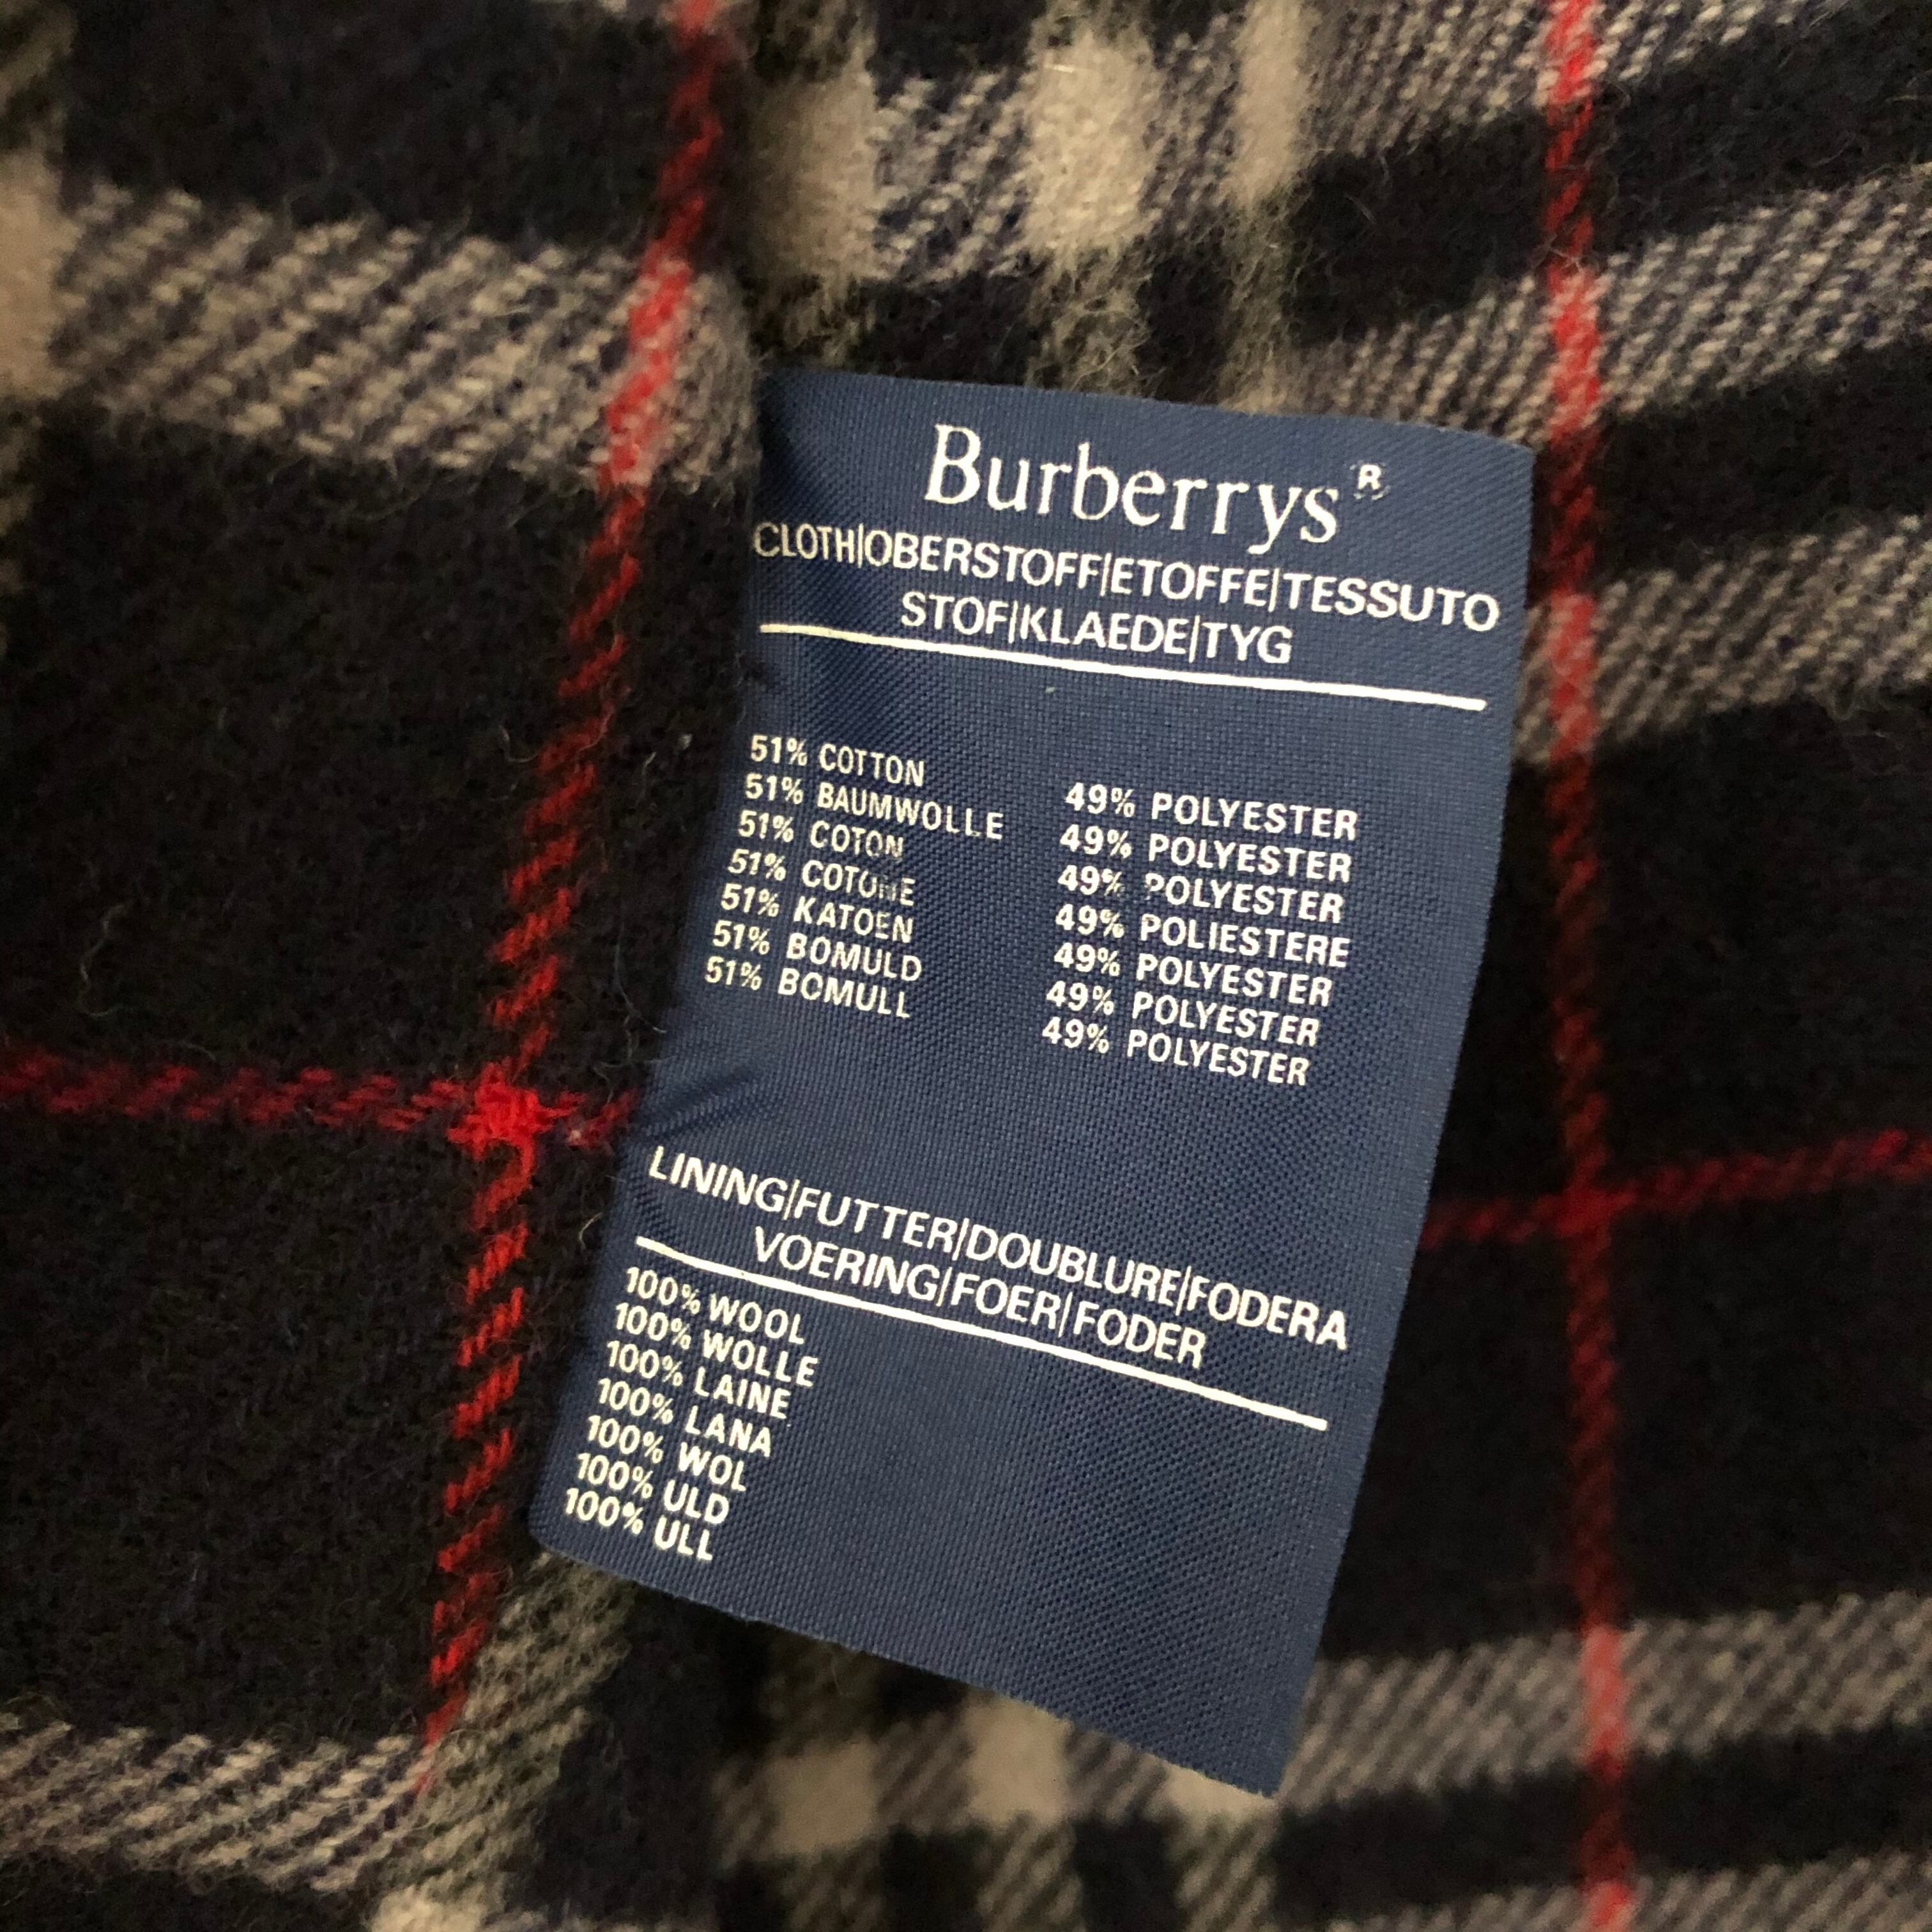 Burberrys ®
CLOTH|OBERSTOFF|ETOFFE|TESSUTO
STOF|KLAEDE|TYG
51% COTTON 49% POLYESTER
51% BAUMWOLLE 49% POLYESTER
51% COTON 49% POLYESTER
51% COTONE 49% POLIESTERE
51% KATOEN 49% POLYESTER
51% BOMULD 49% POLYESTER
51% BOMULL 49% POLYESTER
LINING|FUTTER|DOUBLURE|FODERA
VOERING|FOER|FODER
100% WOOL
100% WOLLE
100% LAINE
100% LANA
100% WOL
100% ULD
100% ULL